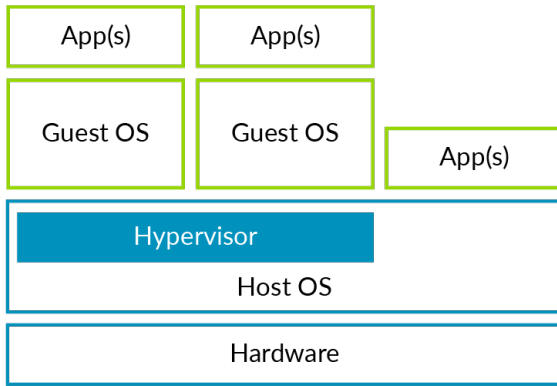 App(s)
App(s)
Guest OS
Guest OS
App(s)
Hypervisor
Host OS
Hardware